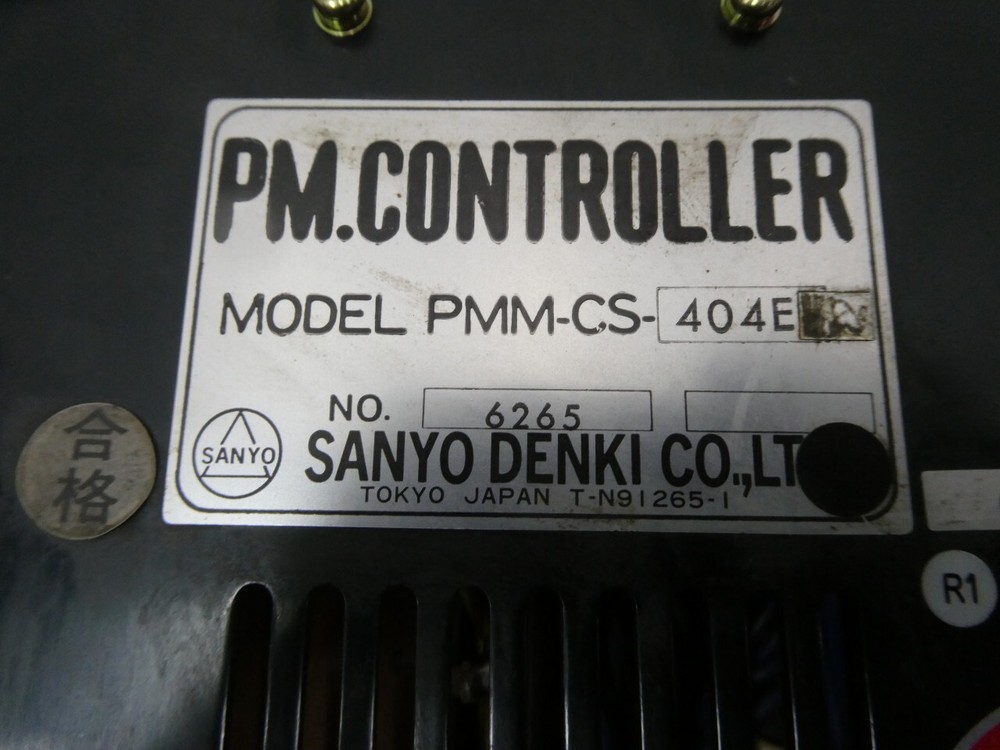 PM.CONTROLLER
MODEL PMM-CS-404E
NO. 6265
SANYO
SANYO DENKI CO.,LT
TOKYO JAPAN T-N91265-1
合格
R1